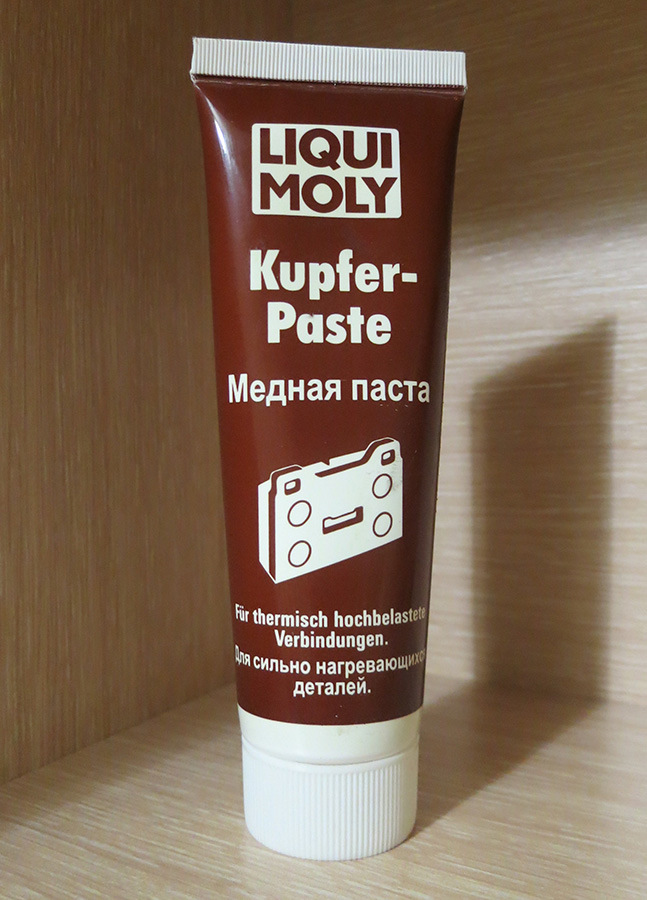 LIQUI
MOLY
Kupfer-
Paste
Медная паста
Für thermisch hochbelastete
Verbindungen.
Для сильно нагревающихся
деталей.